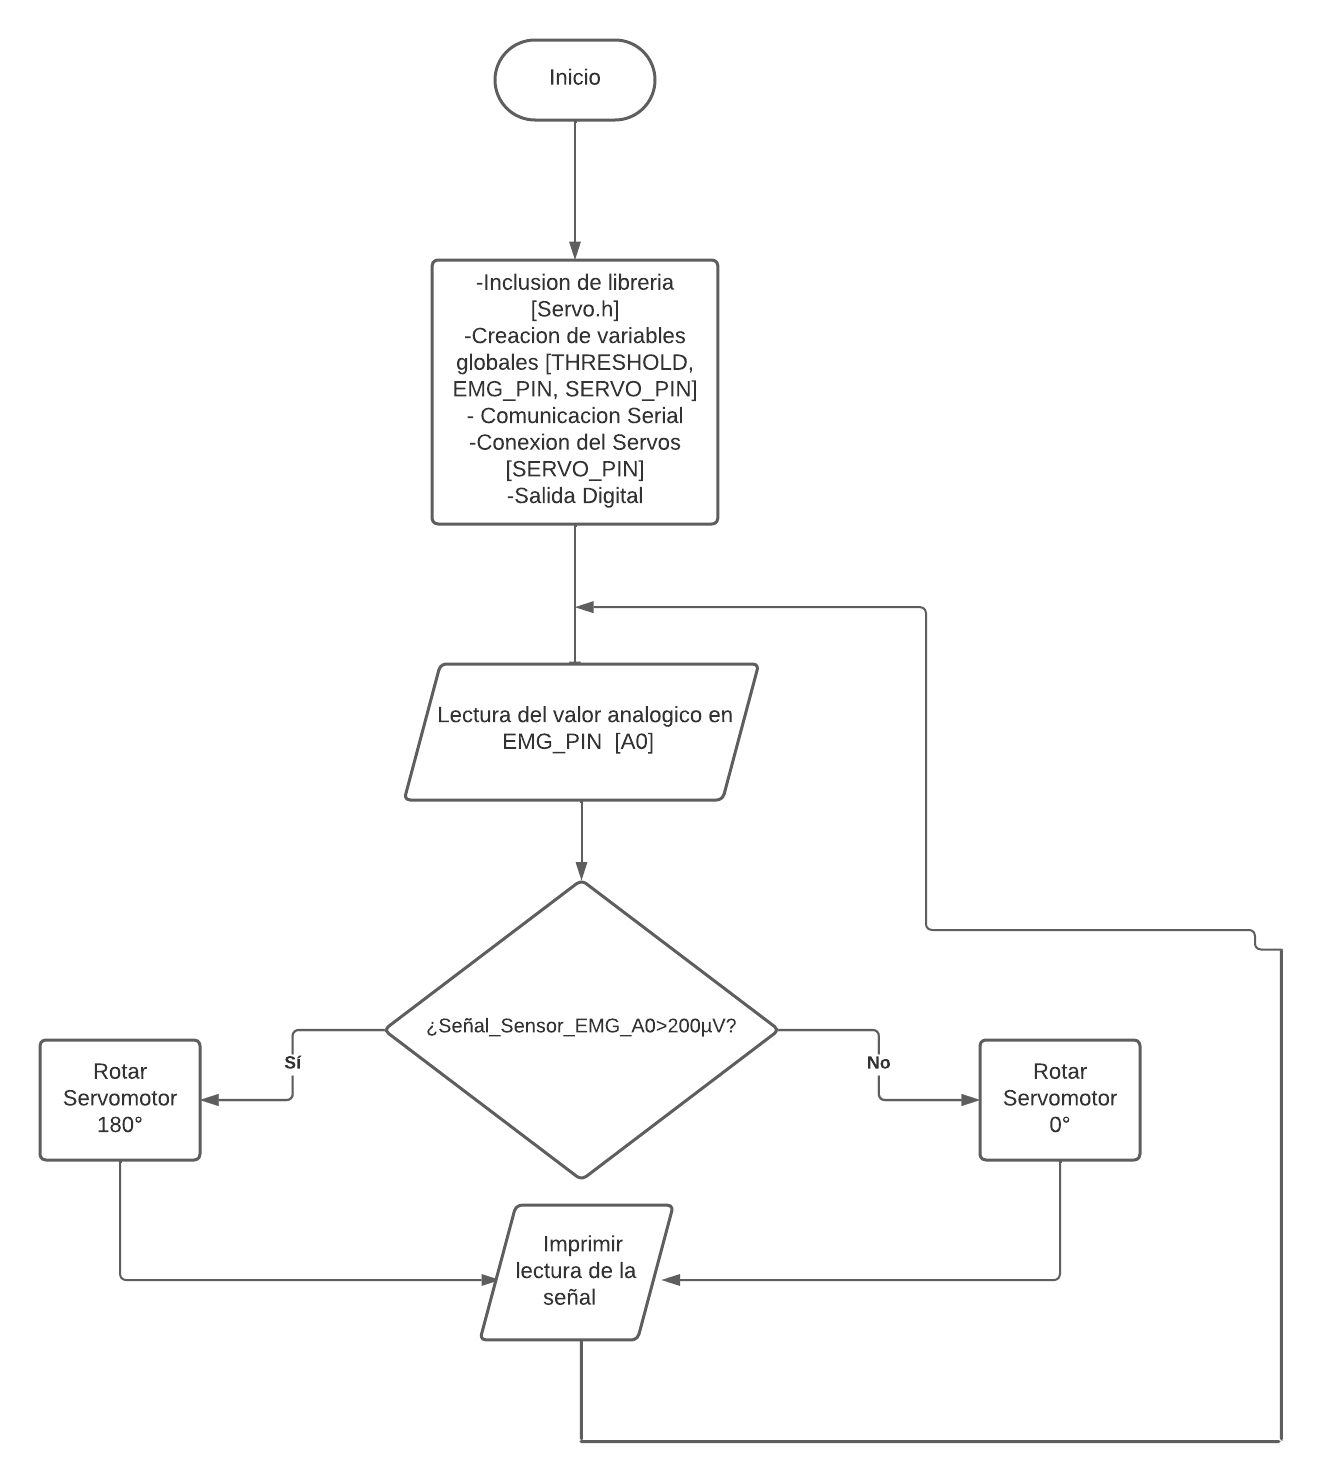 Inicio
-Inclusion de libreria
[Servo.h]
-Creacion de variables
globales [THRESHOLD,
EMG_PIN, SERVO_PIN]
- Comunicacion Serial
-Conexion del Servos
[SERVO_PIN]
-Salida Digital
Lectura del valor analogico en
EMG_PIN  [A0]
¿Señal_Sensor_EMG_A0>200µV?
Sí
No
Rotar
Servomotor
180°
Rotar
Servomotor
0°
Imprimir
lectura de la
señal